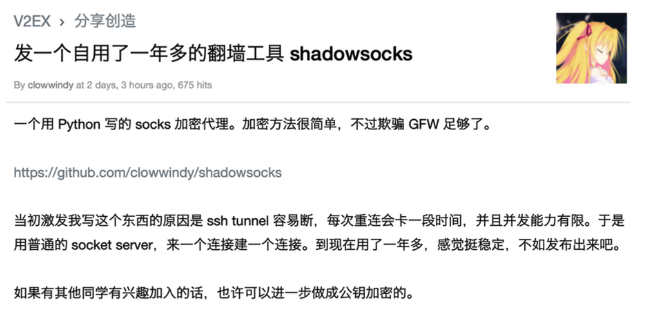 V2EX › 分享创造
发一个自用了一年多的翻墙工具 shadowsocks
By clowwindy at 2 days, 3 hours ago, 675 hits
一个用 Python 写的 socks 加密代理。加密方法很简单，不过欺骗 GFW 足够了。
https://github.com/clowwindy/shadowsocks
当初激发我写这个东西的原因是 ssh tunnel 容易断，每次重连会卡一段时间，并且并发能力有限。于是
用普通的 socket server，来一个连接建一个连接。到现在用了一年多，感觉挺稳定，不如发布出来吧。
如果有其他同学有兴趣加入的话，也许可以进一步做成公钥加密的。